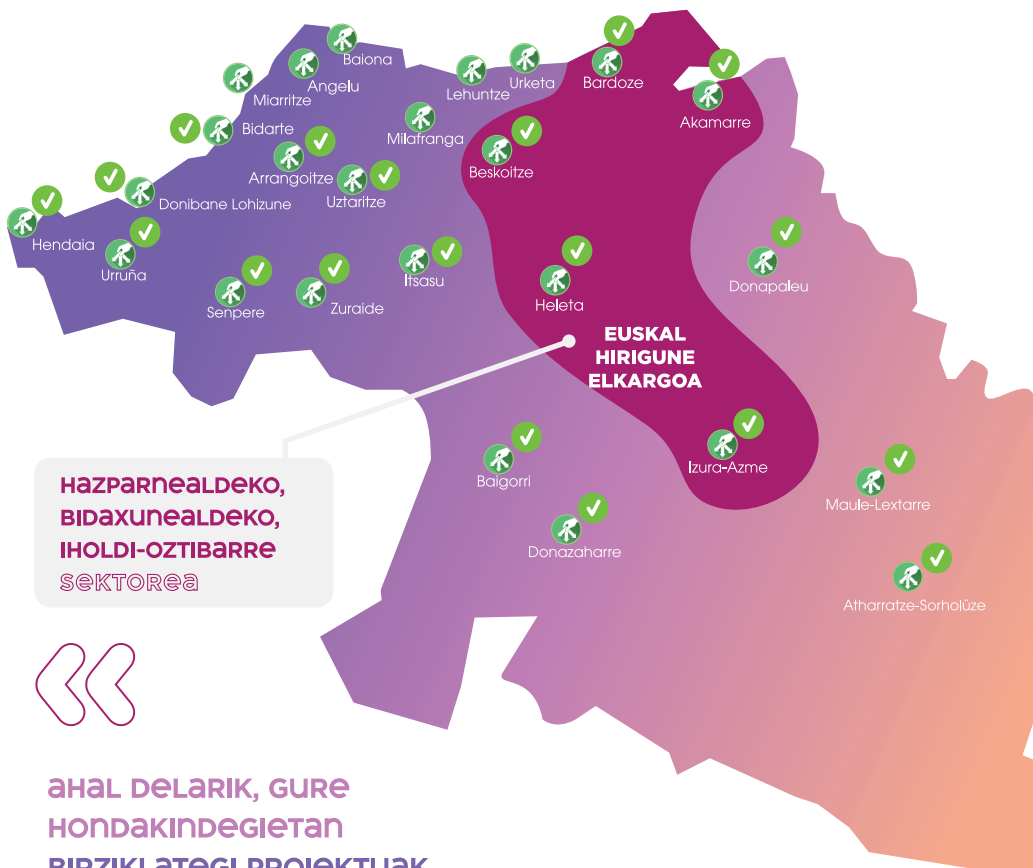 Baiona
Angelu
Miarritze
Lehuntze
Urketa
Bardoze
Akamarre
Bidarte
Milafranga
Beskoitze
Arrangoitze
Uztaritze
Donibane Lohizune
Hendaia
Urruña
Senpere
Zuraide
Itsasu
Heleta
Donapaleu
EUSKAL
HIRIGUNE
ELKARGOA
Baigorri
Izura-Azme
Maule-Lextarre
Donazaharre
Atharratze-Sorholüze
HAZPARNEALDEKO,
BIDAXUNEALDEKO,
IHOLDI-OZTIBARRE
SEKTOREA
AHAL DELARIK, GURE
HONDAKINDEGIETAN
BIRZIKLATEGI PROIEKTUAK